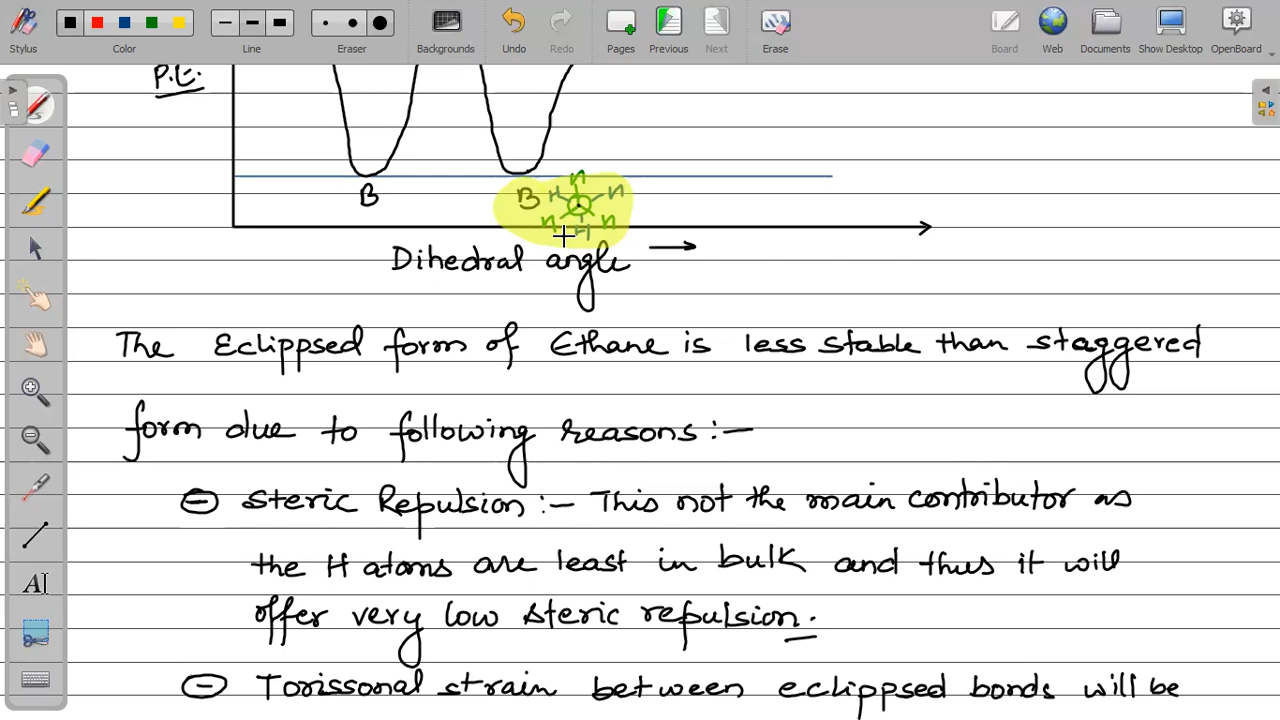 Stylus
Color
Line
Eraser
Backgrounds
Undo
Redo
Pages
Previous
Next
Erase
Board
Web
Documents
Show Desktop
OpenBoard
P.E.
B
B
H
H
Dihedral angle
The Eclippsed form of Ethane is less stable than staggered
form due to following reasons :-
Steric Repulsion :- This not the main contributor as
the H atoms are least in bulk and thus it will
offer very low steric repulsion.
Torissonal strain between eclippsed bonds will be